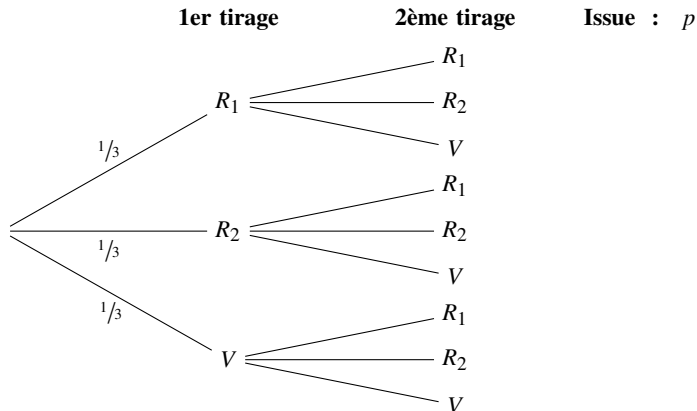 1er tirage 2ème tirage Issue : p
R1
R1 R2
1/3 V
R1
R2 R2
1/3
V
1/3
R1
V R2
V